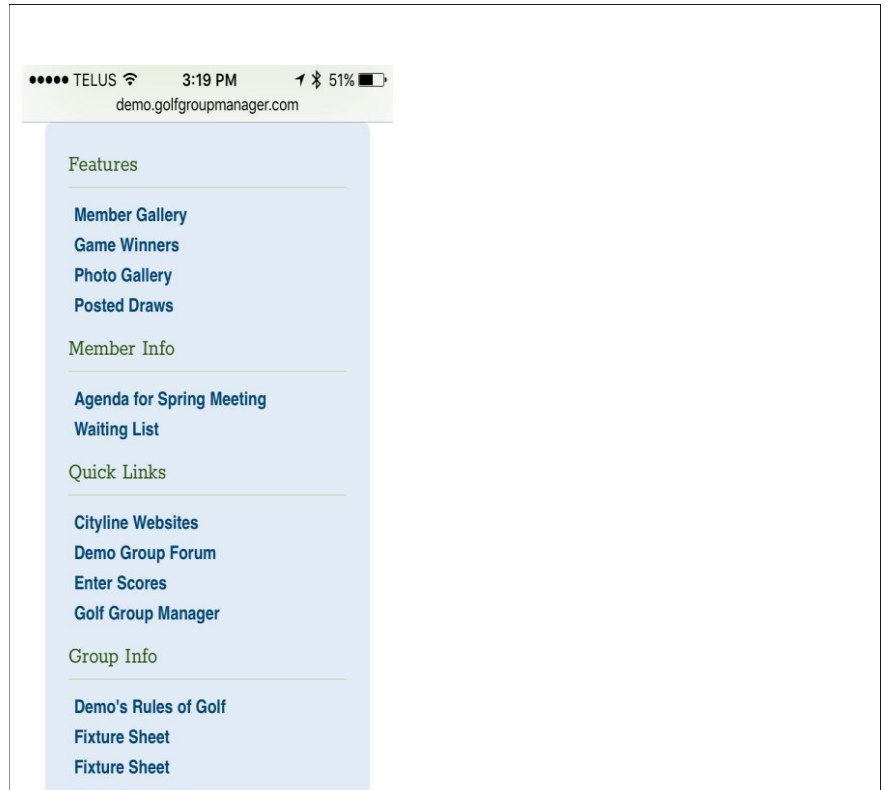 TELUS 3:19 PM 51%
demo.golfgroupmanager.com
Features
Member Gallery
Game Winners
Photo Gallery
Posted Draws
Member Info
Agenda for Spring Meeting
Waiting List
Quick Links
Cityline Websites
Demo Group Forum
Enter Scores
Golf Group Manager
Group Info
Demo's Rules of Golf
Fixture Sheet
Fixture Sheet